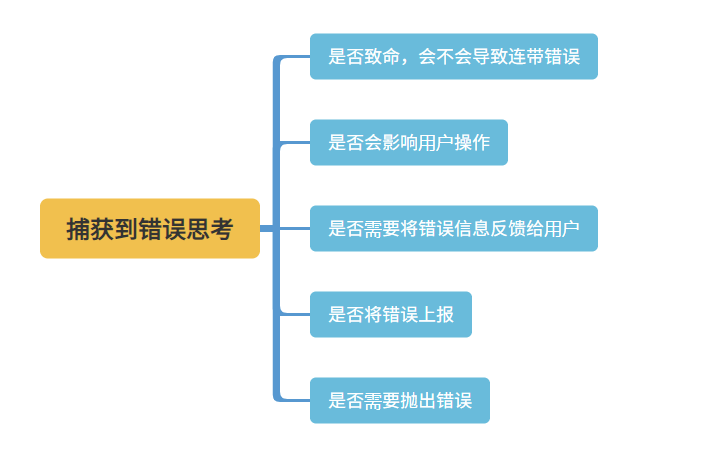 是否致命，会不会导致连带错误
是否会影响用户操作
捕获到错误思考
是否需要将错误信息反馈给用户
是否将错误上报
是否需要抛出错误